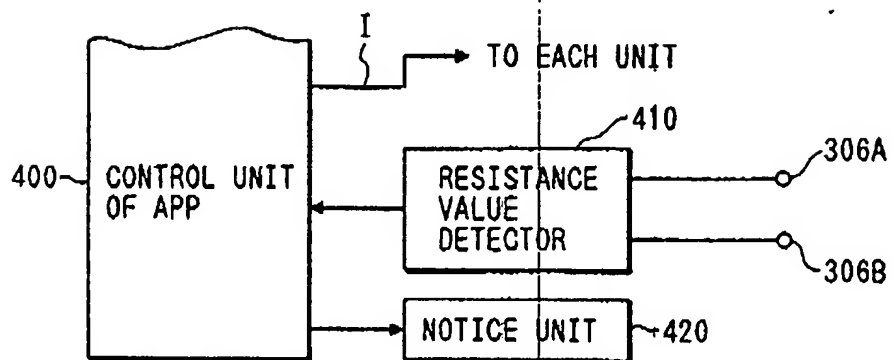 I
TO EACH UNIT
410
306A
400
CONTROL UNIT
OF APP
RESISTANCE
VALUE
DETECTOR
306B
NOTICE UNIT
420